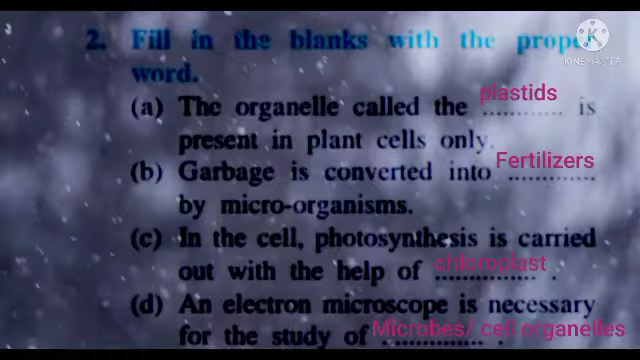 2. Fill in the blanks with the proper
KINEMASTER
word.
plastids
(a) The organelle called the ............ is
present in plant cells only.
Fertilizers
(b) Garbage is converted into .............
by micro-organisms.
(c) In the cell, photosynthesis is carried
chloroplast
out with the help of ............... .
(d) An electron microscope is necessary
Microbes/ cell organelles
for the study of ............... .